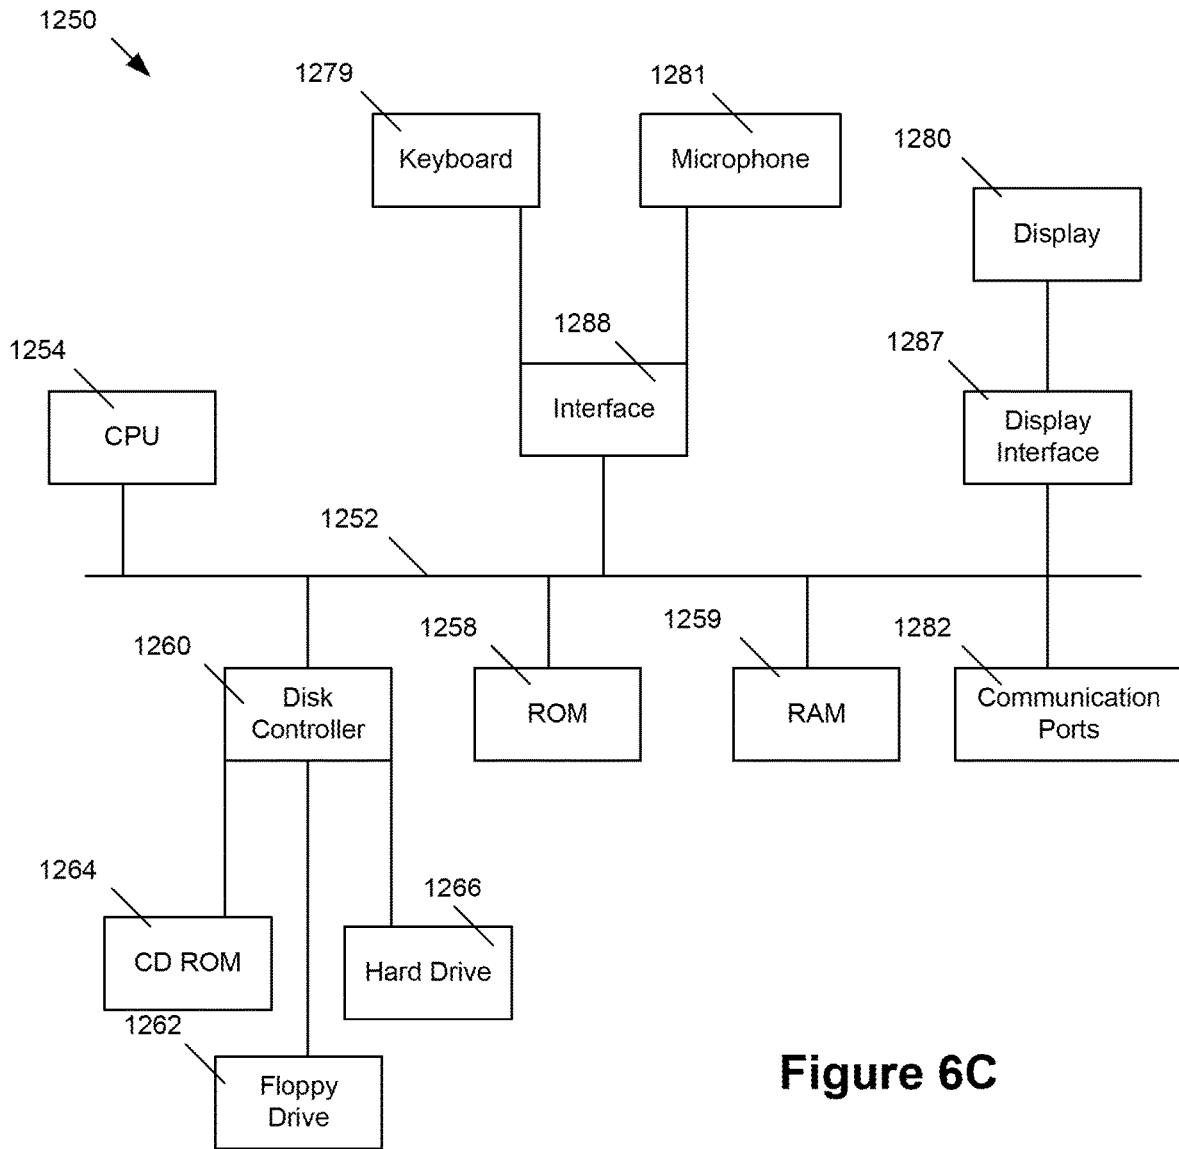 1250
1279
1281
Keyboard
Microphone
1280
Display
1288
1254
1287
Interface
CPU
Display
Interface
1252
1260
1258
1259
1282
Disk
Controller
ROM
RAM
Communication
Ports
1264
1266
CD ROM
Hard Drive
1262
Floppy
Drive
Figure 6C